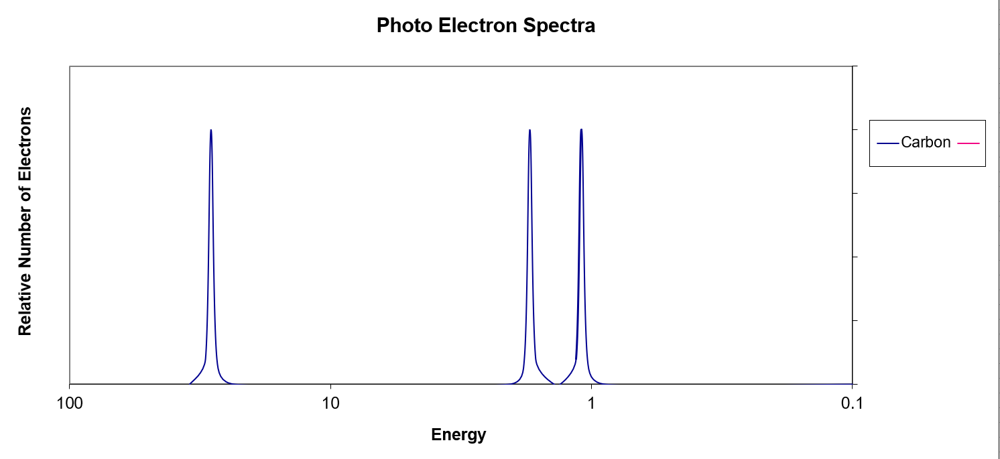 Photo Electron Spectra
Relative Number of Electrons
Carbon
100 10 1 0.1
Energy